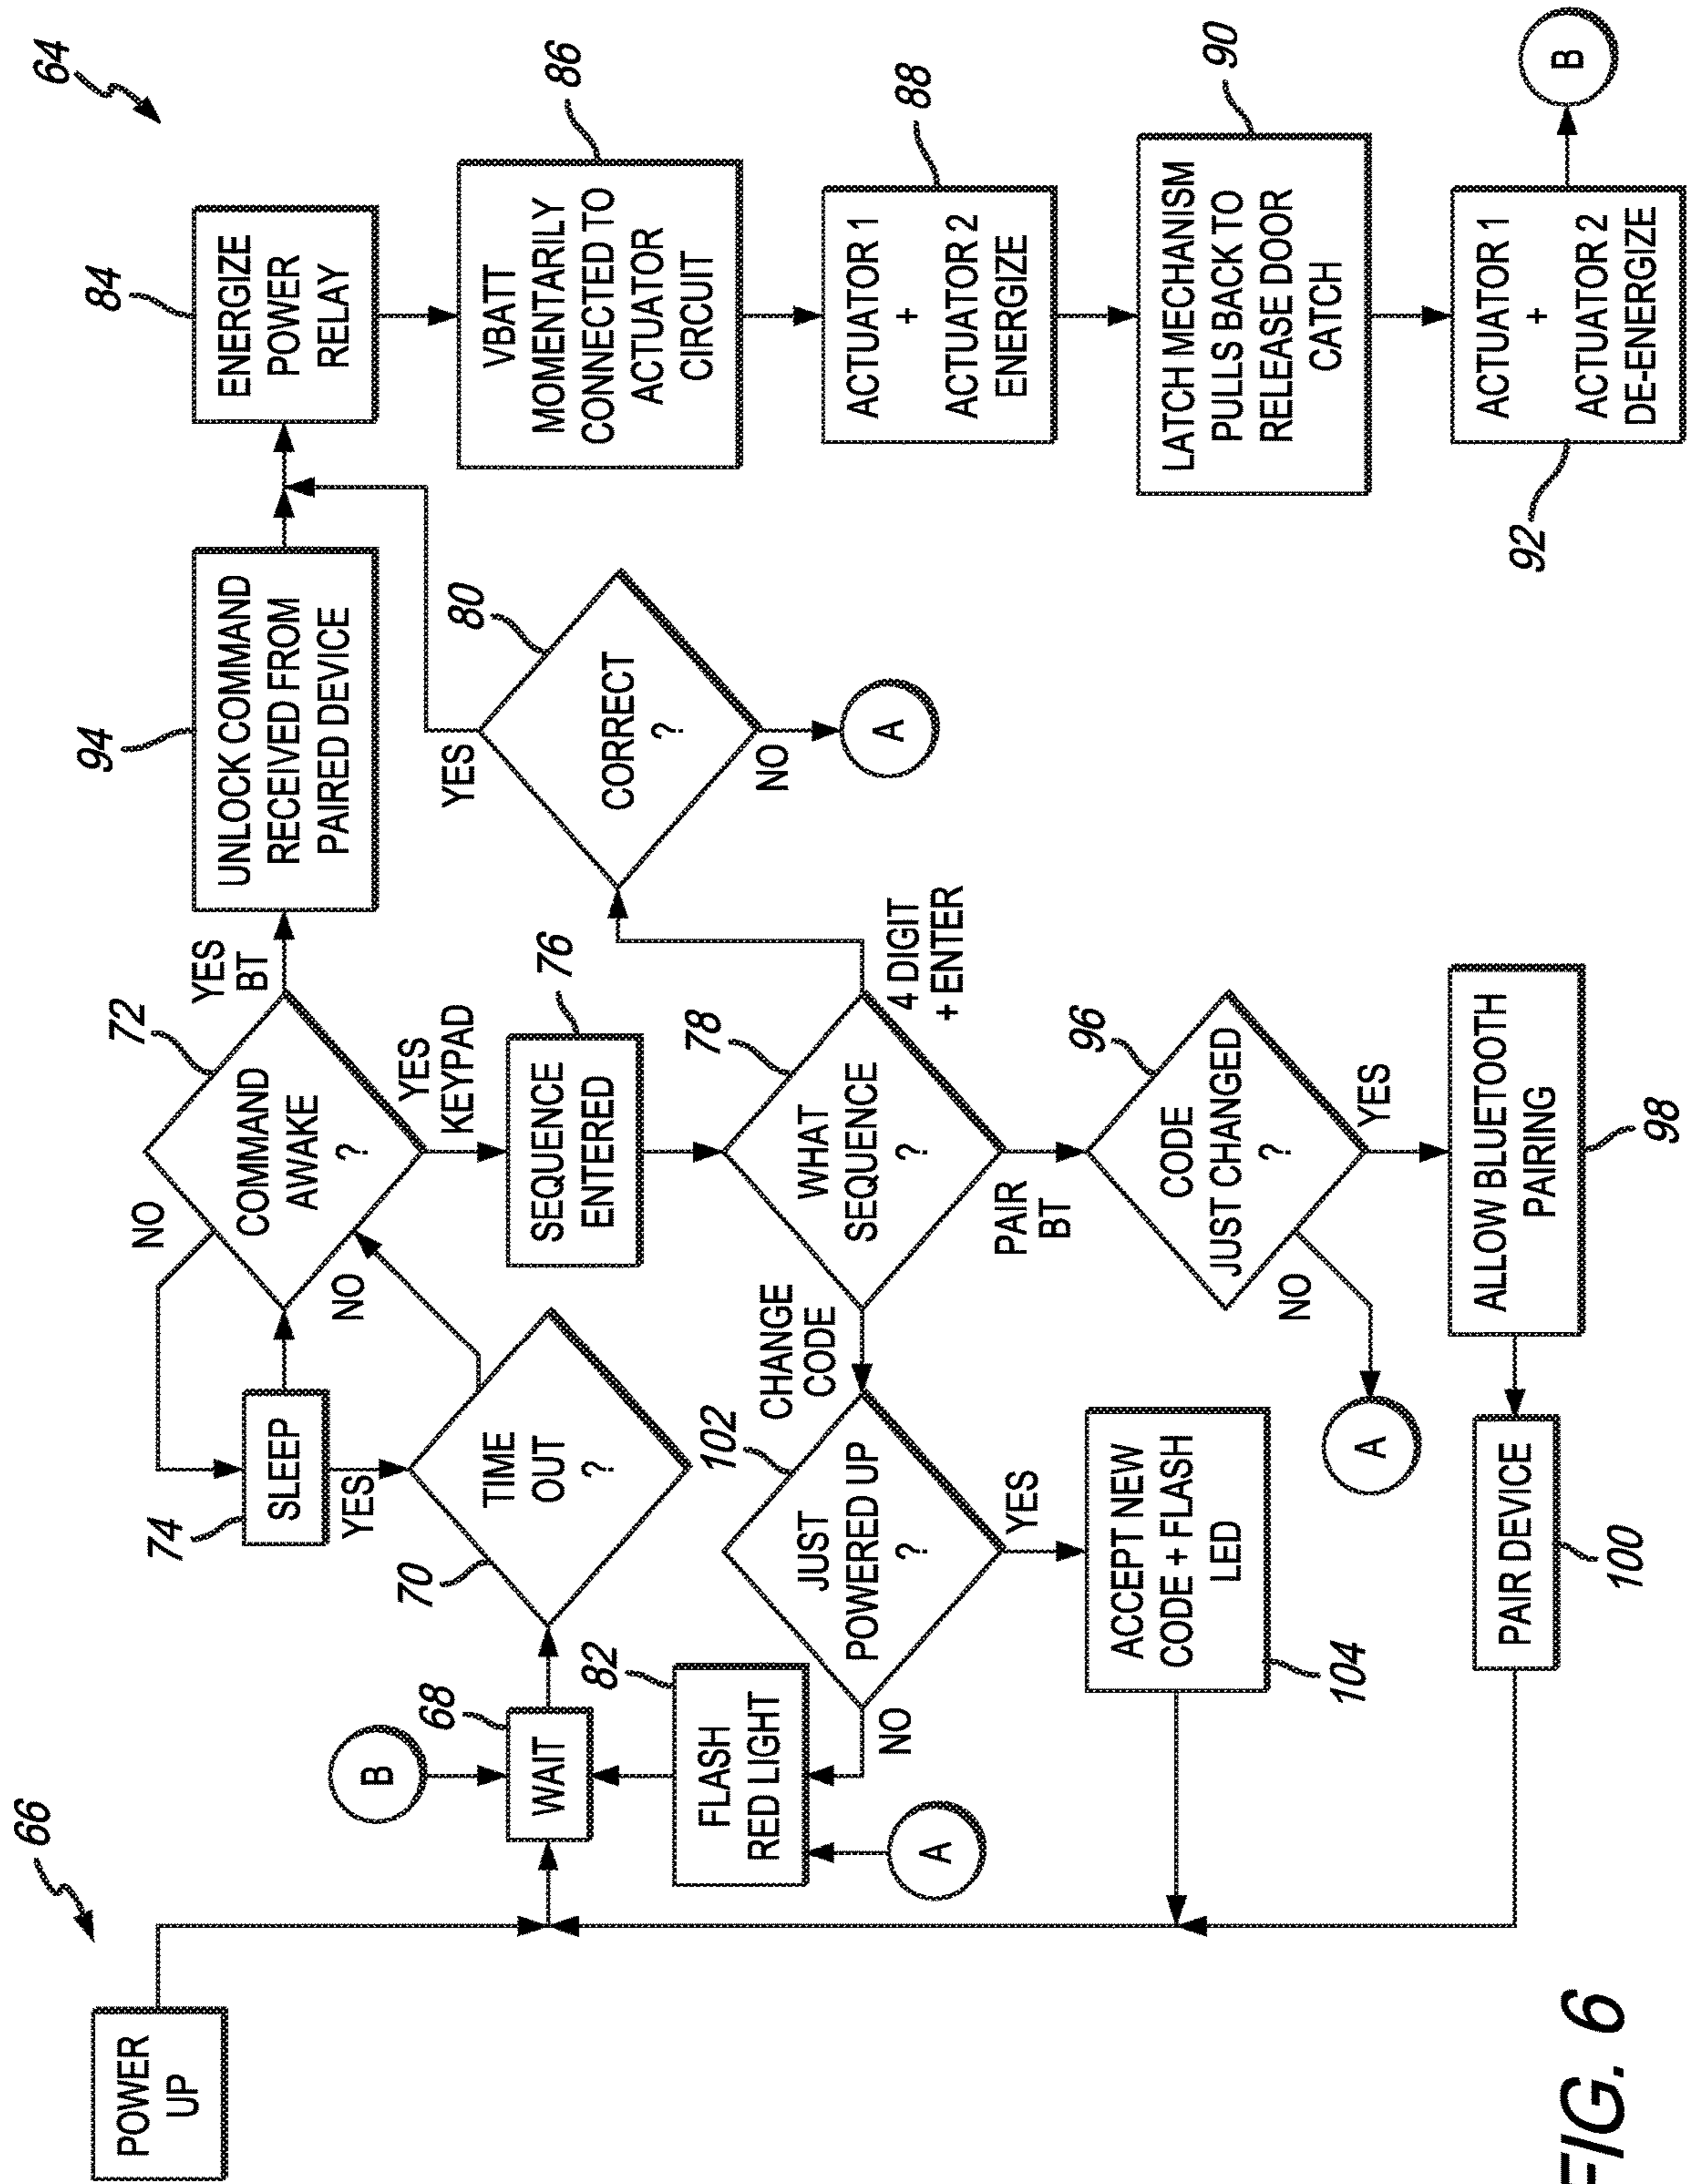 64
66
POWER
UP
B
68
WAIT
82
FLASH
RED LIGHT
A
74
SLEEP
YES
NO
70
TIME
OUT
?
NO
72
COMMAND
AWAKE
?
YES
BT
YES
KEYPAD
76
SEQUENCE
ENTERED
78
WHAT
SEQUENCE
?
CHANGE
CODE
102
JUST
POWERED UP
?
NO
YES
ACCEPT NEW
CODE + FLASH
LED
104
PAIR
BT
96
CODE
JUST CHANGED
?
NO
A
YES
ALLOW BLUETOOTH
PAIRING
98
PAIR DEVICE
100
4 DIGIT
+ ENTER
80
CORRECT
?
YES
NO
A
94
UNLOCK COMMAND
RECEIVED FROM
PAIRED DEVICE
84
ENERGIZE
POWER
RELAY
86
VBATT
MOMENTARILY
CONNECTED TO
ACTUATOR
CIRCUIT
88
ACTUATOR 1
+
ACTUATOR 2
ENERGIZE
90
LATCH MECHANISM
PULLS BACK TO
RELEASE DOOR
CATCH
92
ACTUATOR 1
+
ACTUATOR 2
DE-ENERGIZE
B
FIG. 6